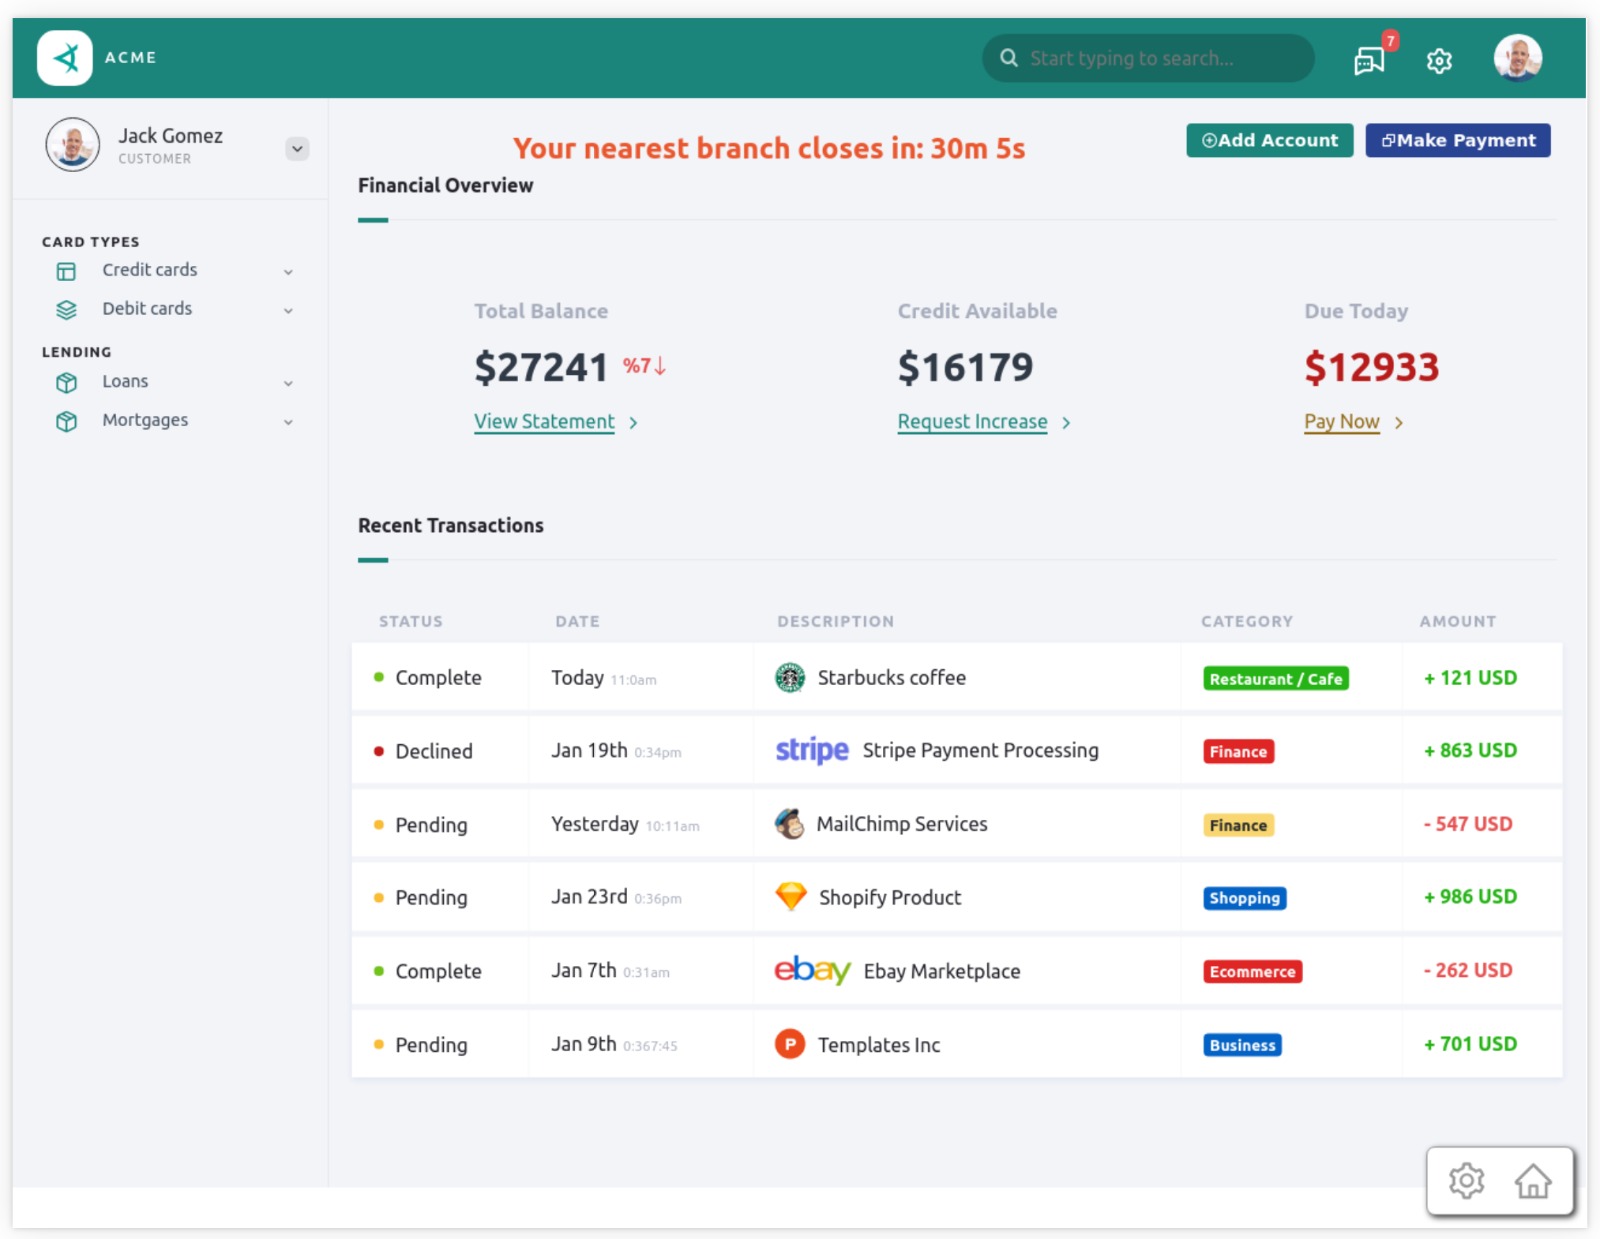 ACME
Start typing to search...
7
Jack Gomez
CUSTOMER
CARD TYPES
Credit cards
Debit cards
LENDING
Loans
Mortgages
Your nearest branch closes in: 30m 5s
Add Account
Make Payment
Financial Overview
Total Balance
$27241 %7↓
View Statement
Credit Available
$16179
Request Increase
Due Today
$12933
Pay Now
Recent Transactions
STATUS DATE DESCRIPTION CATEGORY AMOUNT
Complete Today 11:0am Starbucks coffee Restaurant / Cafe + 121 USD
Declined Jan 19th 0:34pm stripe Stripe Payment Processing Finance + 863 USD
Pending Yesterday 10:11am MailChimp Services Finance - 547 USD
Pending Jan 23rd 0:36pm Shopify Product Shopping + 986 USD
Complete Jan 7th 0:31am ebay Ebay Marketplace Ecommerce - 262 USD
Pending Jan 9th 0:367:45 P Templates Inc Business + 701 USD